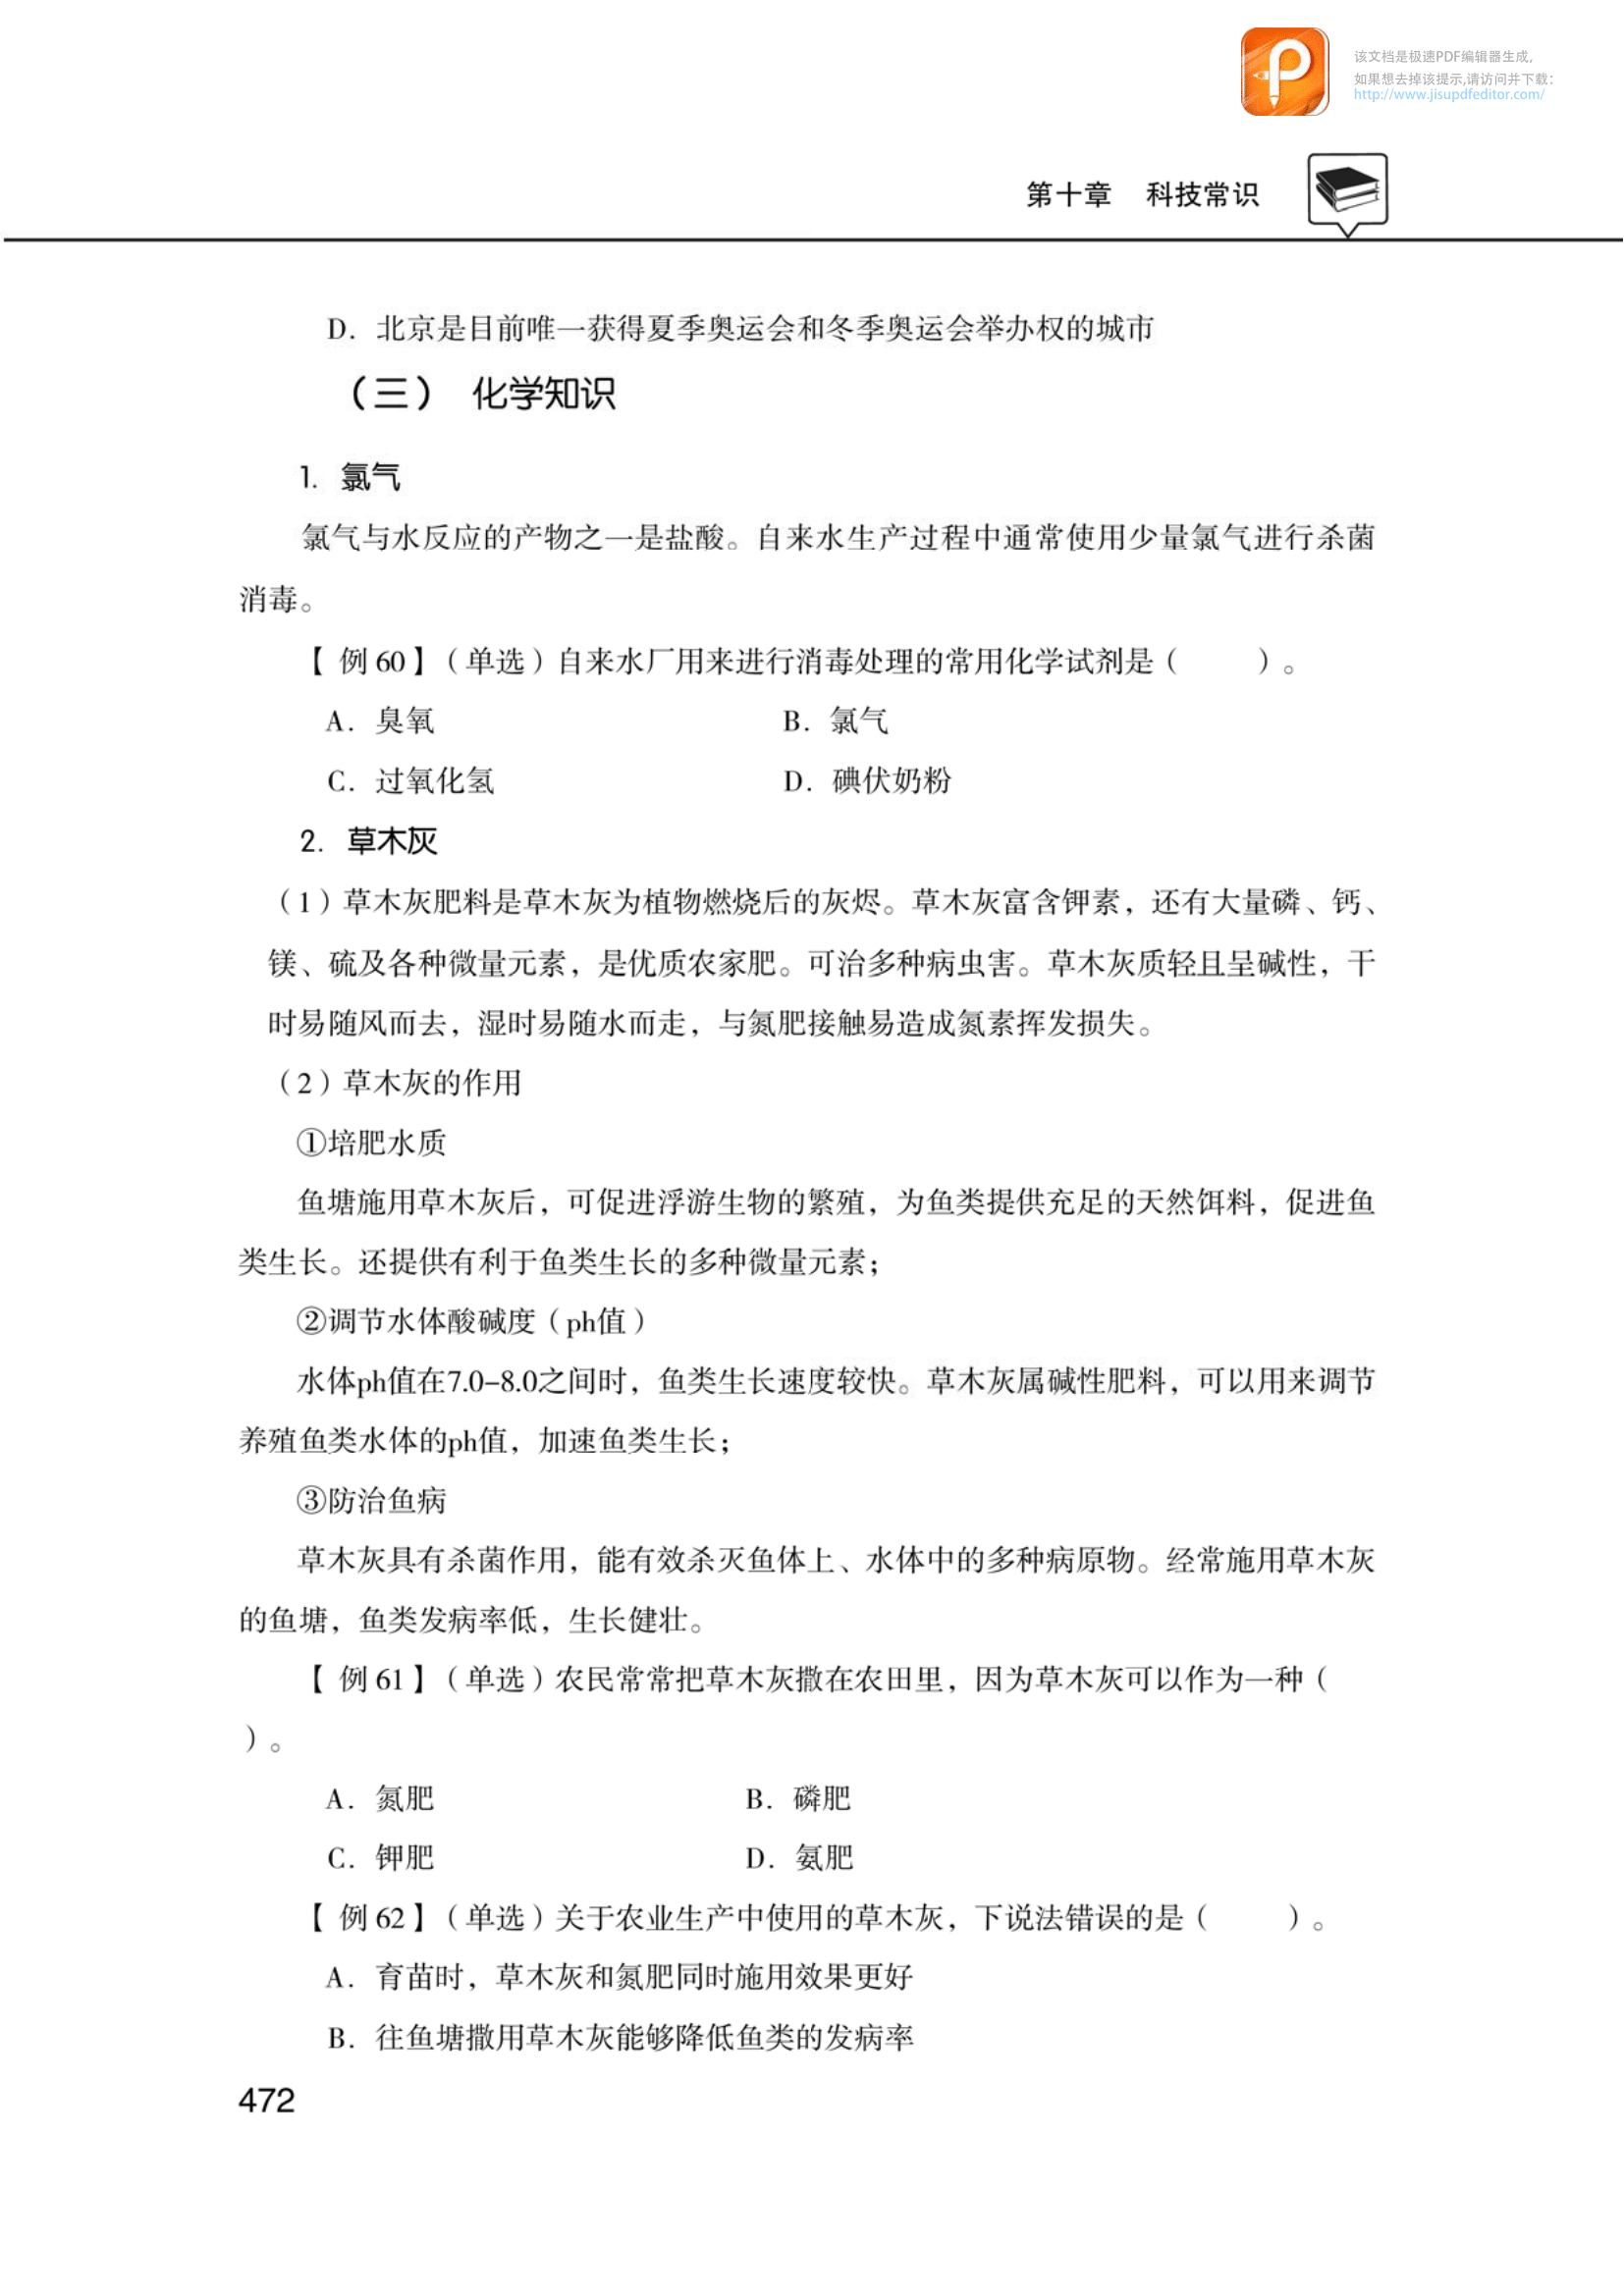 该文档是极速PDF编辑器生成,
如果想去掉该提示,请访问并下载:
http://www.jisupdfeditor.com/
第十章 科技常识
D. 北京是目前唯一获得夏季奥运会和冬季奥运会举办权的城市
（三） 化学知识
1. 氯气
氯气与水反应的产物之一是盐酸。自来水生产过程中通常使用少量氯气进行杀菌
消毒。
【 例 60 】（单选）自来水厂用来进行消毒处理的常用化学试剂是（ ）。
A. 臭氧 B. 氯气
C. 过氧化氢 D. 碘伏奶粉
2. 草木灰
（1）草木灰肥料是草木灰为植物燃烧后的灰烬。草木灰富含钾素，还有大量磷、钙、
镁、硫及各种微量元素，是优质农家肥。可治多种病虫害。草木灰质轻且呈碱性，干
时易随风而去，湿时易随水而走，与氮肥接触易造成氮素挥发损失。
（2）草木灰的作用
①培肥水质
鱼塘施用草木灰后，可促进浮游生物的繁殖，为鱼类提供充足的天然饵料，促进鱼
类生长。还提供有利于鱼类生长的多种微量元素；
②调节水体酸碱度（ph值）
水体ph值在7.0–8.0之间时，鱼类生长速度较快。草木灰属碱性肥料，可以用来调节
养殖鱼类水体的ph值，加速鱼类生长；
③防治鱼病
草木灰具有杀菌作用，能有效杀灭鱼体上、水体中的多种病原物。经常施用草木灰
的鱼塘，鱼类发病率低，生长健壮。
【 例 61 】（单选）农民常常把草木灰撒在农田里，因为草木灰可以作为一种（
）。
A. 氮肥 B. 磷肥
C. 钾肥 D. 氨肥
【 例 62 】（单选）关于农业生产中使用的草木灰，下说法错误的是（ ）。
A. 育苗时，草木灰和氮肥同时施用效果更好
B. 往鱼塘撒用草木灰能够降低鱼类的发病率
472